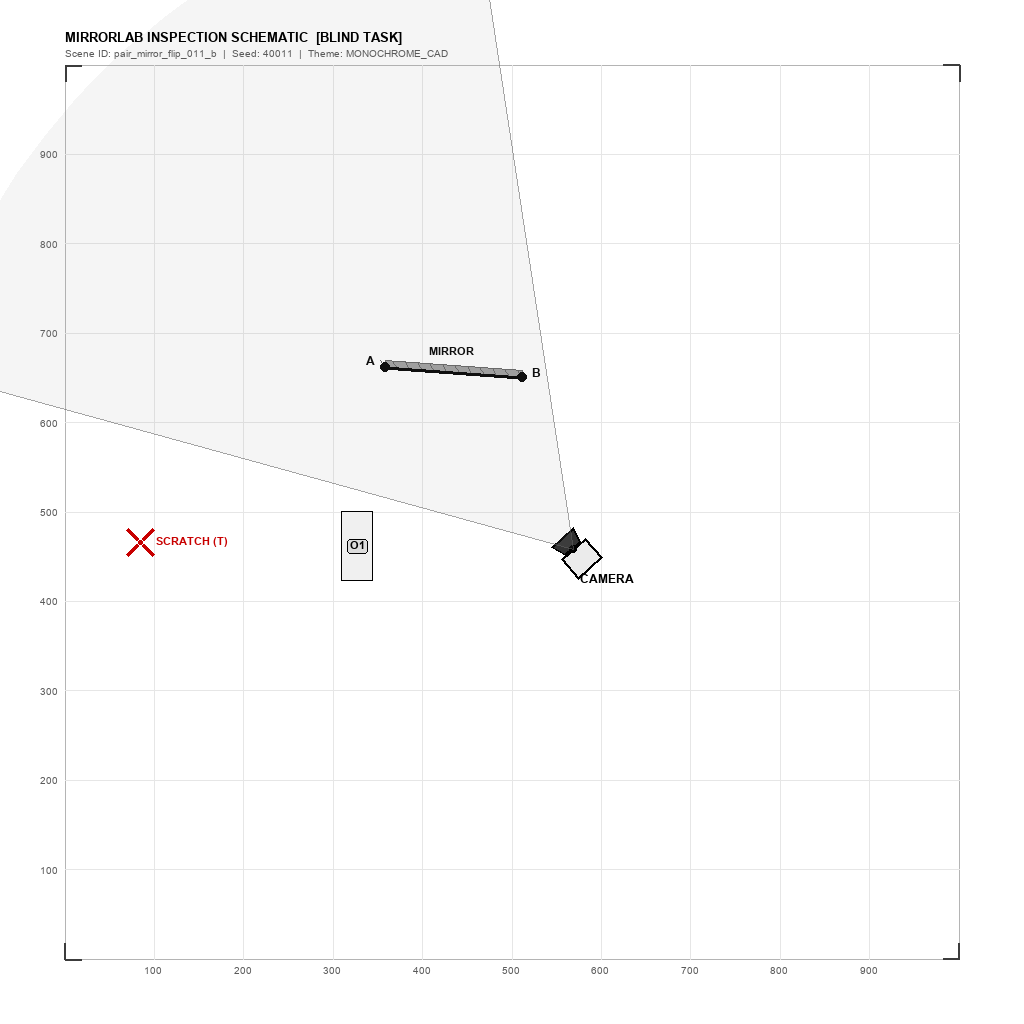 MIRRORLAB INSPECTION SCHEMATIC  [BLIND TASK]
Scene ID: pair_mirror_flip_011_b  |  Seed: 40011  |  Theme: MONOCHROME_CAD
900
800
700
MIRROR
A
B
600
500
SCRATCH (T)
O1
CAMERA
400
300
200
100
100 200 300 400 500 600 700 800 900